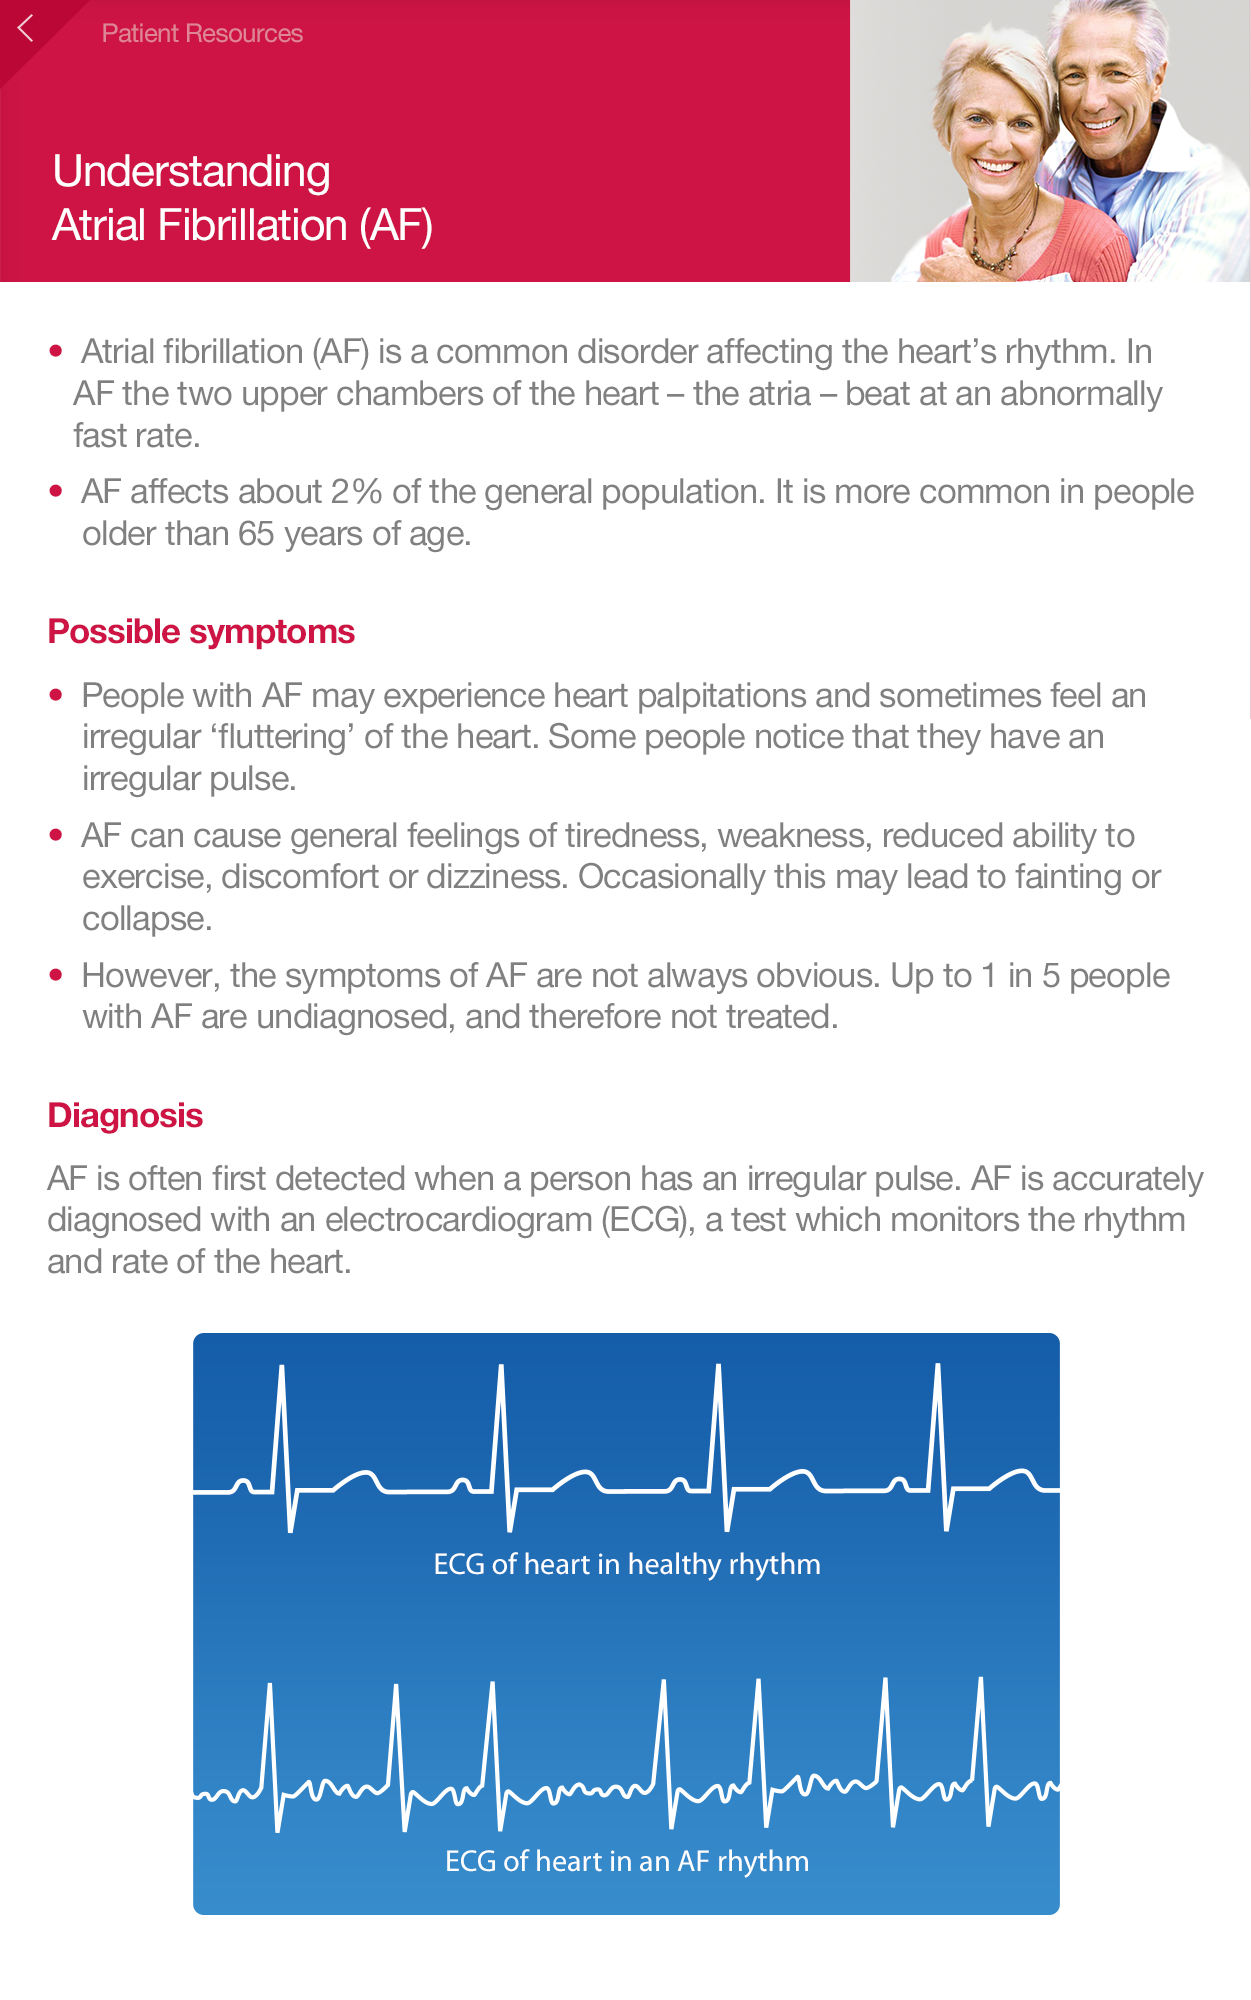 Patient Resources
Understanding
Atrial Fibrillation (AF)
• Atrial fibrillation (AF) is a common disorder affecting the heart’s rhythm. In
AF the two upper chambers of the heart – the atria – beat at an abnormally
fast rate.
• AF affects about 2% of the general population. It is more common in people
older than 65 years of age.
Possible symptoms
• People with AF may experience heart palpitations and sometimes feel an
irregular ‘fluttering’ of the heart. Some people notice that they have an
irregular pulse.
• AF can cause general feelings of tiredness, weakness, reduced ability to
exercise, discomfort or dizziness. Occasionally this may lead to fainting or
collapse.
• However, the symptoms of AF are not always obvious. Up to 1 in 5 people
with AF are undiagnosed, and therefore not treated.
Diagnosis
AF is often first detected when a person has an irregular pulse. AF is accurately
diagnosed with an electrocardiogram (ECG), a test which monitors the rhythm
and rate of the heart.
ECG of heart in healthy rhythm
ECG of heart in an AF rhythm